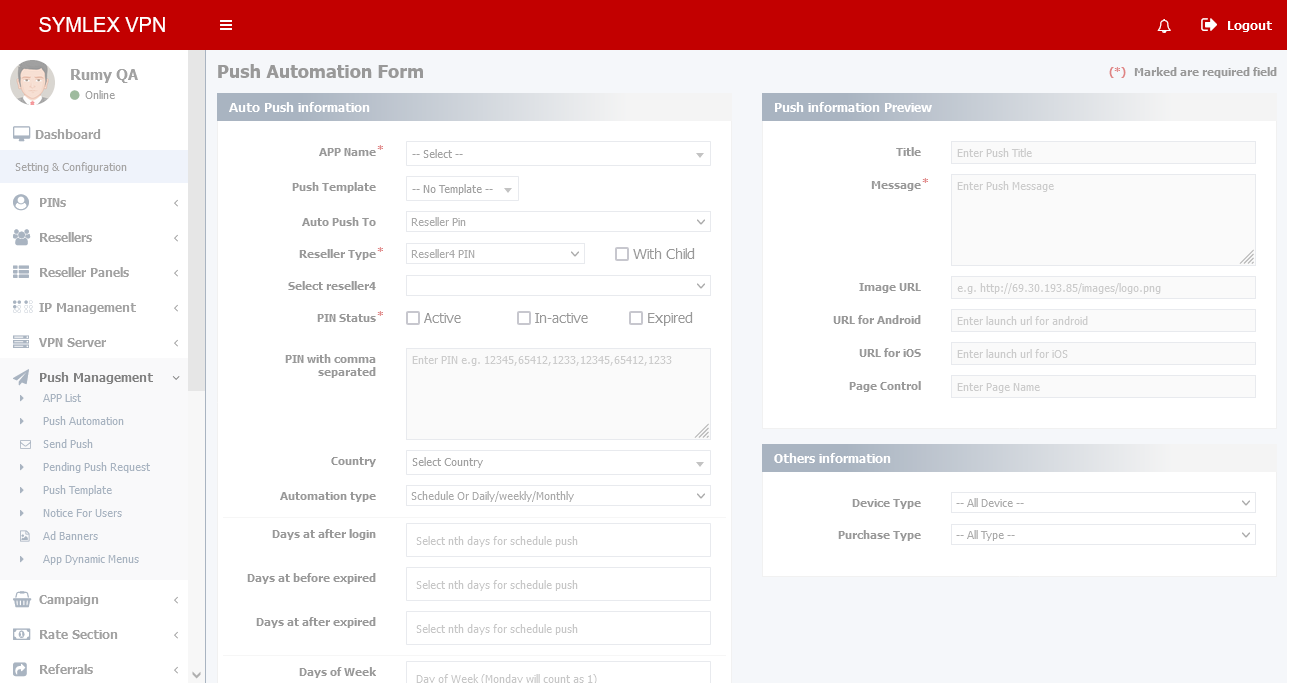 SYMLEX VPN
Logout
Rumy QA
Online
Dashboard
Setting & Configuration
PINs
Resellers
Reseller Panels
IP Management
VPN Server
Push Management
APP List
Push Automation
Send Push
Pending Push Request
Push Template
Notice For Users
Ad Banners
App Dynamic Menus
Campaign
Rate Section
Referrals
Push Automation Form
(*) Marked are required field
Auto Push information
APP Name*
-- Select --
Push Template
-- No Template --
Auto Push To
Reseller Pin
Reseller Type*
Reseller4 PIN
With Child
Select reseller4
PIN Status*
Active
In-active
Expired
PIN with comma
separated
Enter PIN e.g. 12345,65412,1233,12345,65412,1233
Country
Select Country
Automation type
Schedule Or Daily/weekly/Monthly
Days at after login
Select nth days for schedule push
Days at before expired
Select nth days for schedule push
Days at after expired
Select nth days for schedule push
Days of Week
Day of Week (Monday will count as 1)
Push information Preview
Title
Enter Push Title
Message*
Enter Push Message
Image URL
e.g. http://69.30.193.85/images/logo.png
URL for Android
Enter launch url for android
URL for iOS
Enter launch url for iOS
Page Control
Enter Page Name
Others information
Device Type
-- All Device --
Purchase Type
-- All Type --